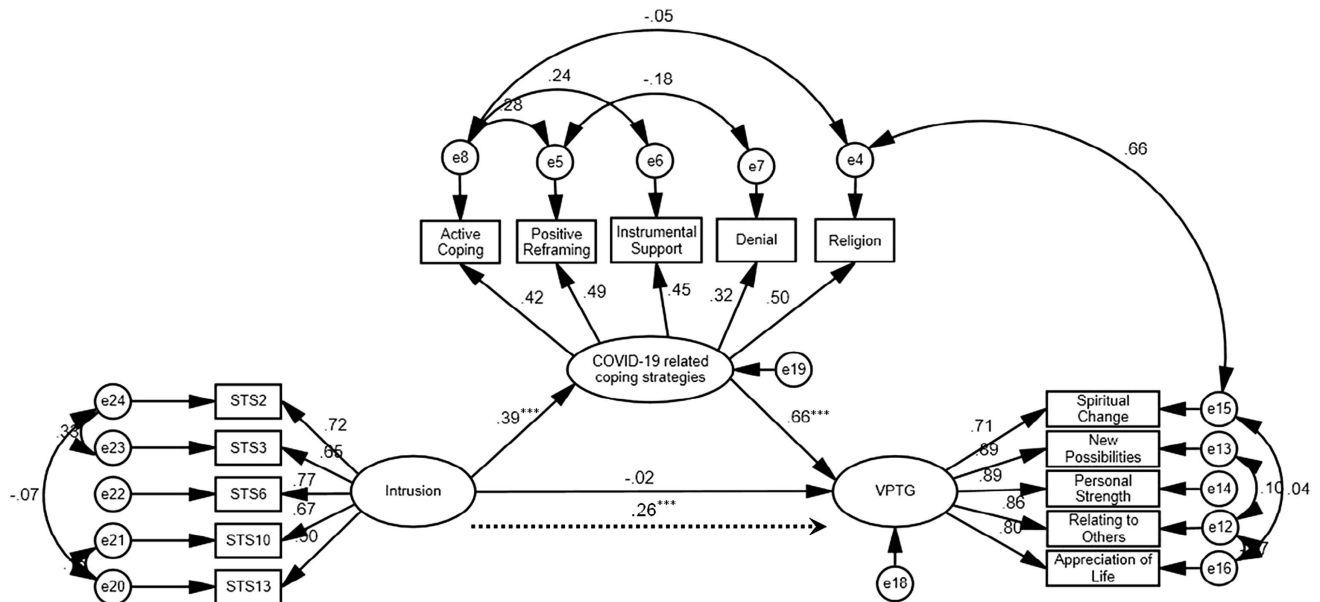 -.05
.24
-.18
.28
.66
e8
e5
e6
e7
e4
Active
Coping
Positive
Reframing
Instrumental
Support
Denial
Religion
.42
.49
.45
.32
.50
COVID-19 related
coping strategies
e19
.39***
.66***
e24
STS2
.72
e23
STS3
.65
-.07
e22
STS6
.77
.67
e21
STS10
e20
STS13
Intrusion
-.02
.26***
VPTG
e18
.71
.89
.89
.86
.80
Spiritual
Change
New
Possibilities
Personal
Strength
Relating to
Others
Appreciation of
Life
e15
e13
e14
e12
e16
.10
.04